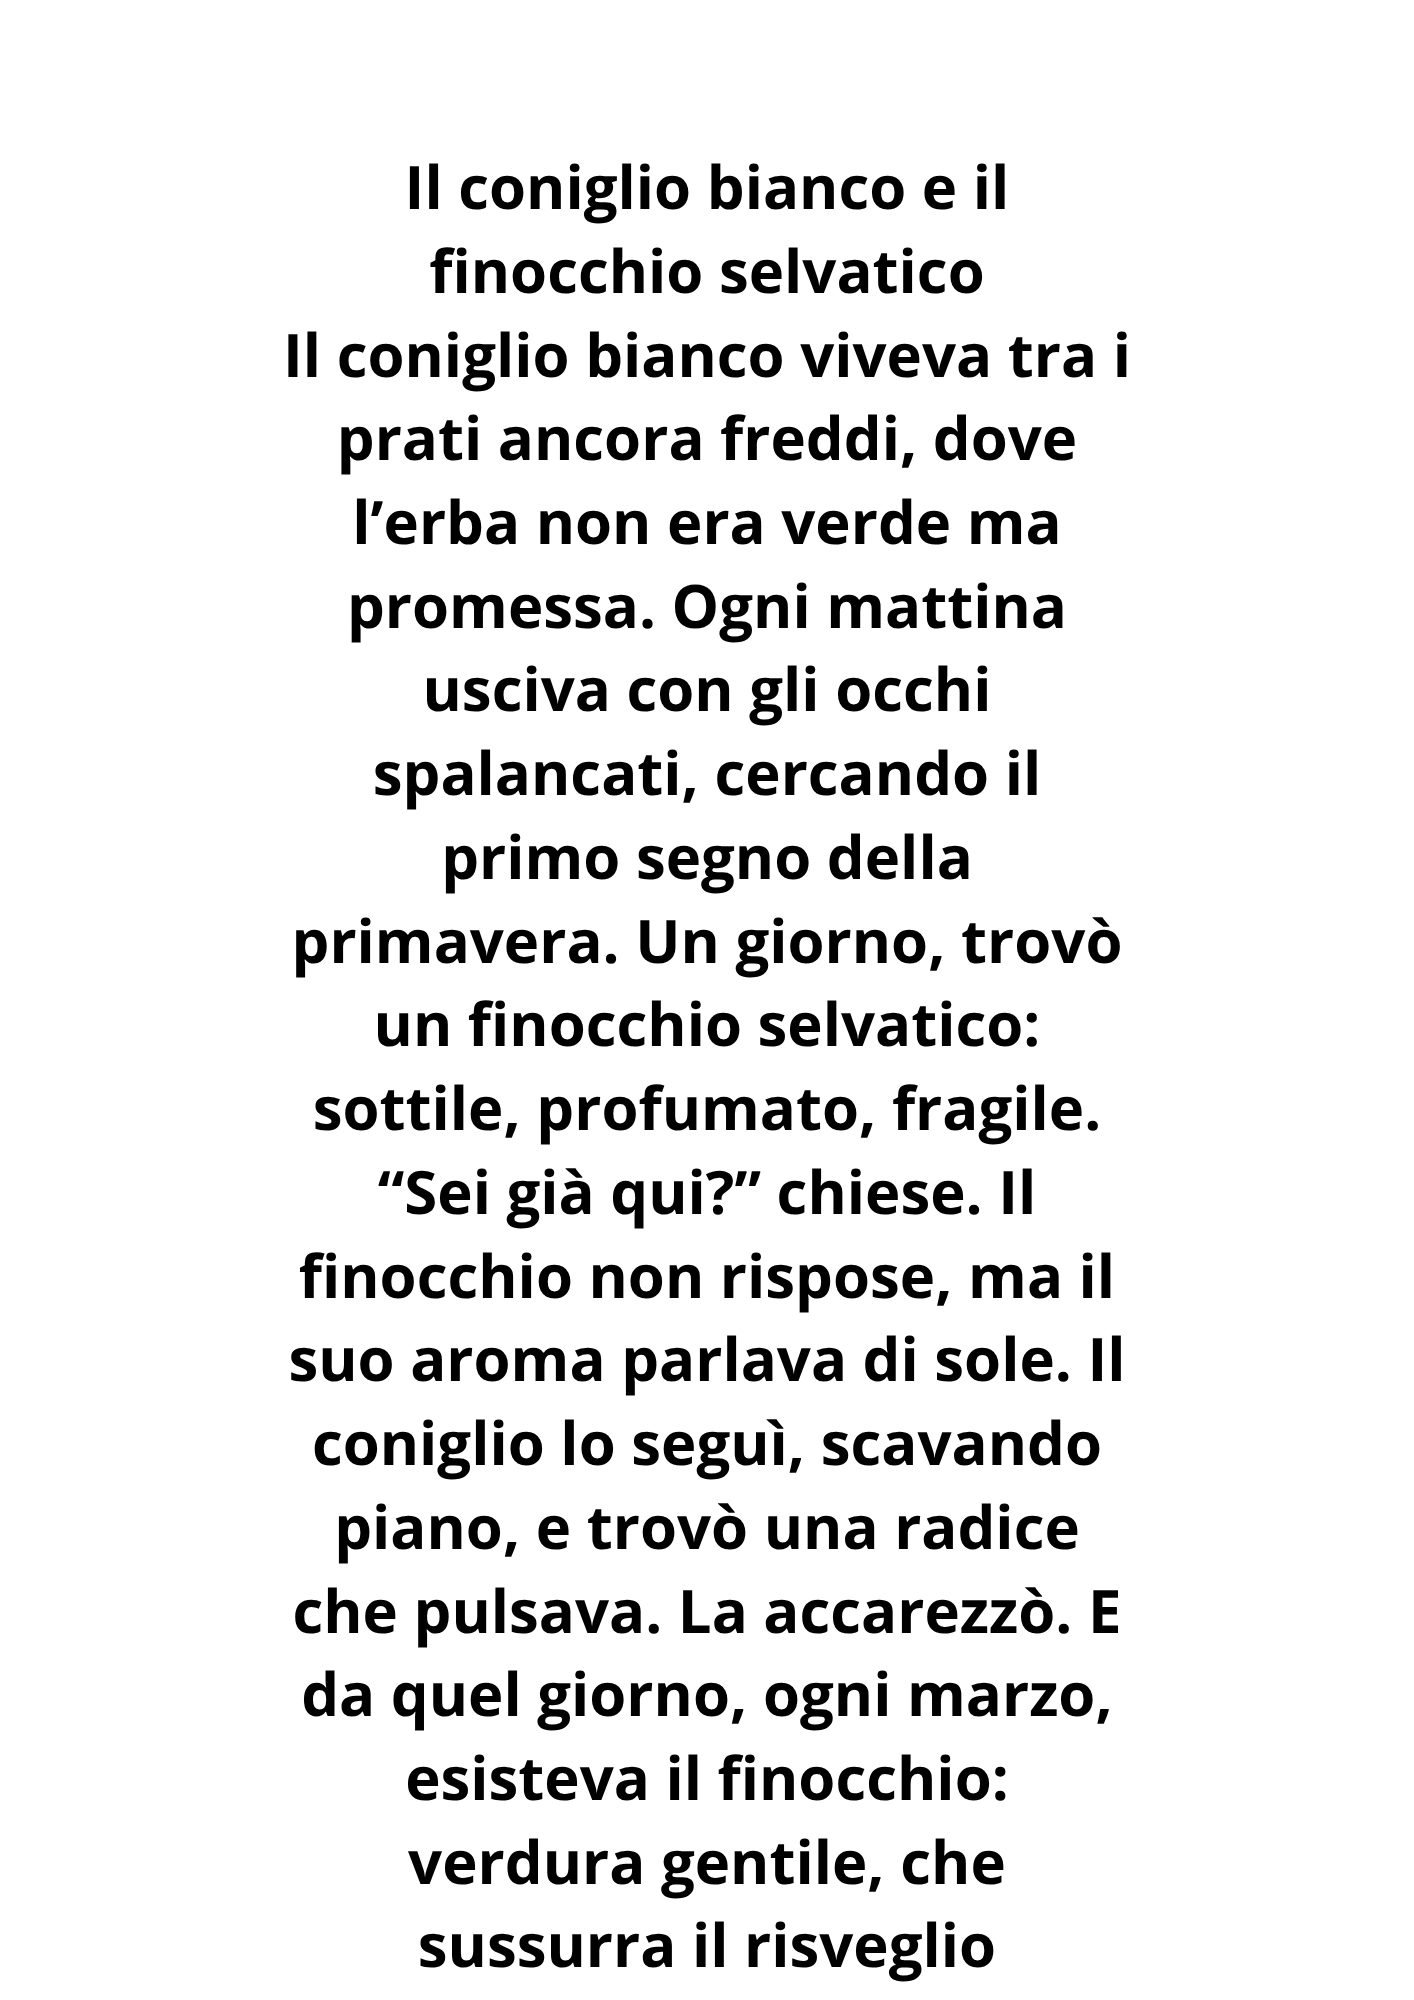 Il coniglio bianco e il
finocchio selvatico
Il coniglio bianco viveva tra i
prati ancora freddi, dove
l’erba non era verde ma
promessa. Ogni mattina
usciva con gli occhi
spalancati, cercando il
primo segno della
primavera. Un giorno, trovò
un finocchio selvatico:
sottile, profumato, fragile.
“Sei già qui?” chiese. Il
finocchio non rispose, ma il
suo aroma parlava di sole. Il
coniglio lo seguì, scavando
piano, e trovò una radice
che pulsava. La accarezzò. E
da quel giorno, ogni marzo,
esisteva il finocchio:
verdura gentile, che
sussurra il risveglio